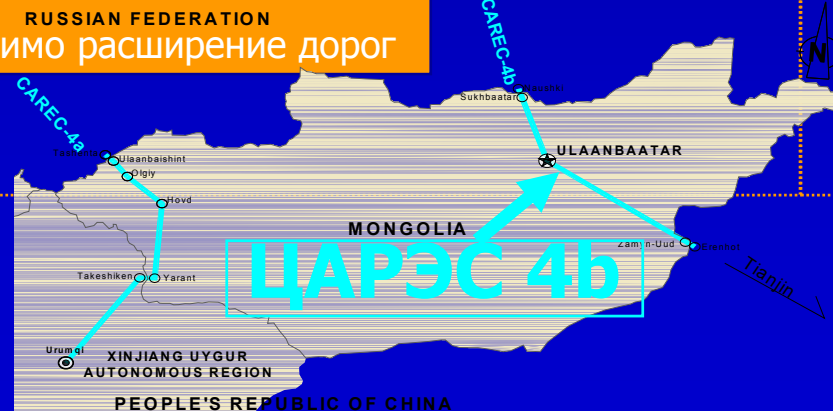 RUSSIAN FEDERATION
имо расширение дорог
CAREC-4a
CAREC-4b
Sukhbaatar
Ulaanbaishint
Olgiy
ULAANBAATAR
Hovd
MONGOLIA
Zamyn-Uud
ЦАРЭС 4b
Takeshiken
Yarant
Tianjin
Urumqi
XINJIANG UYGUR
AUTONOMOUS REGION
PEOPLE'S REPUBLIC OF CHINA
N